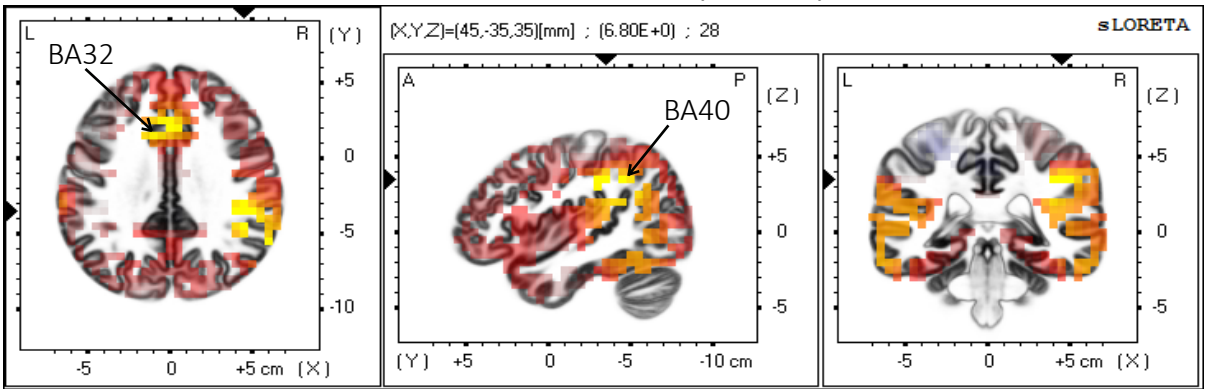 (X,Y,Z)=(45,-35,35)[mm] ; (6.80E+0) ; 28
sLORETA
L R (Y)
BA32
+5
0
-5
-10
-5 0 +5 cm (X)
A P (Z)
BA40
+5
0
-5
(Y) +5 0 -5 -10 cm
L R (Z)
+5
0
-5
-5 0 +5 cm (X)